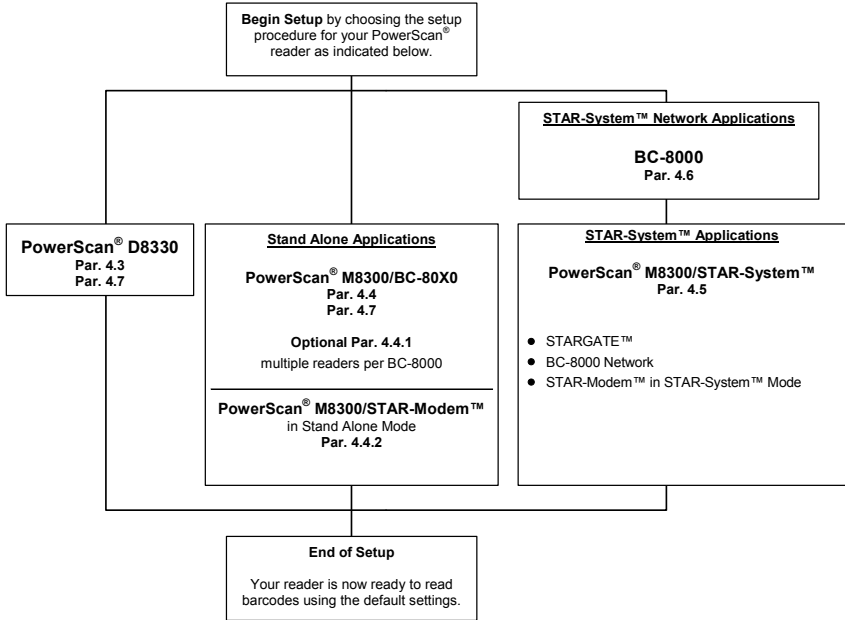 Begin Setup by choosing the setup
procedure for your PowerScan®
reader as indicated below.
STAR-System™ Network Applications
BC-8000
Par. 4.6
PowerScan® D8330
Par. 4.3
Par. 4.7
Stand Alone Applications
PowerScan® M8300/BC-80X0
Par. 4.4
Par. 4.7
Optional Par. 4.4.1
multiple readers per BC-8000
PowerScan® M8300/STAR-Modem™
in Stand Alone Mode
Par. 4.4.2
STAR-System™ Applications
PowerScan® M8300/STAR-System™
Par. 4.5
● STARGATE™
● BC-8000 Network
● STAR-Modem™ in STAR-System™ Mode
End of Setup
Your reader is now ready to read
barcodes using the default settings.